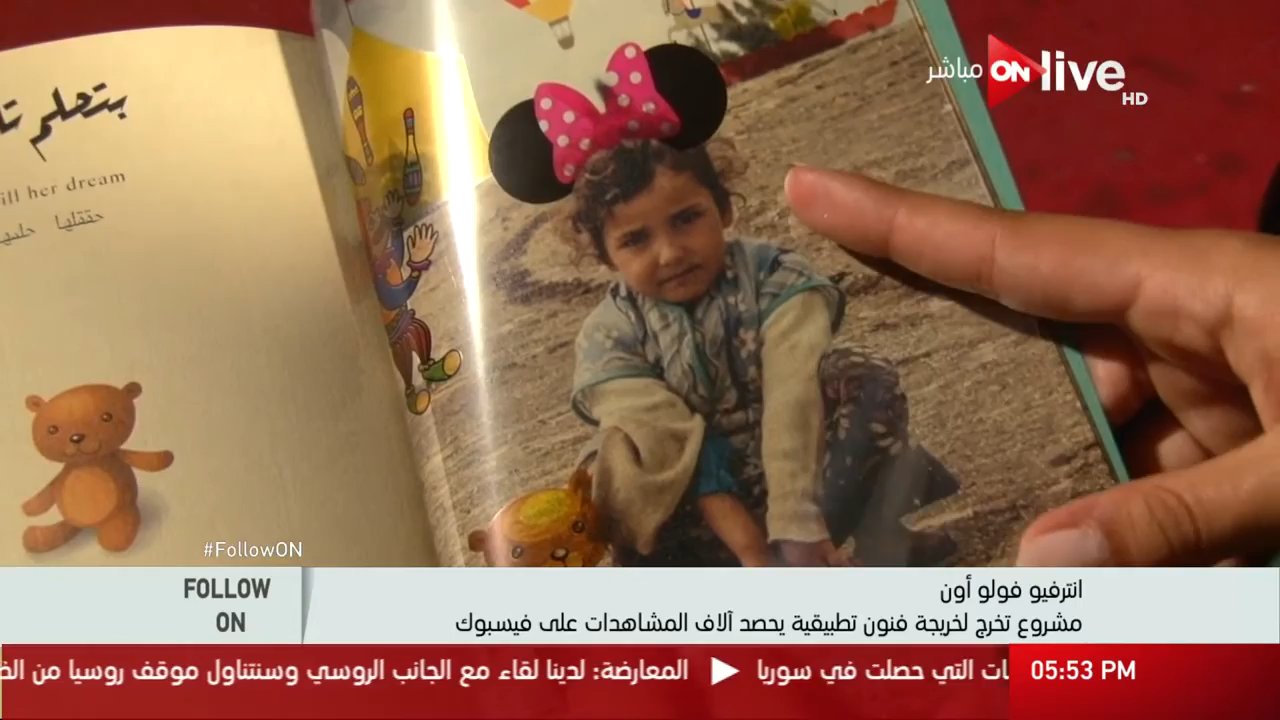 بتحلم
ill her dream
مباشر ON live
HD
#FollowON
FOLLOW
ON
انترفيو فولو أون
مشروع تخرج لخريجة فنون تطبيقية يحصد آلاف المشاهدات على فيسبوك
05:53 PM
ات التي حصلت في سوريا ◀ المعارضة: لدينا لقاء مع الجانب الروسي وسنتناول موقف روسيا من